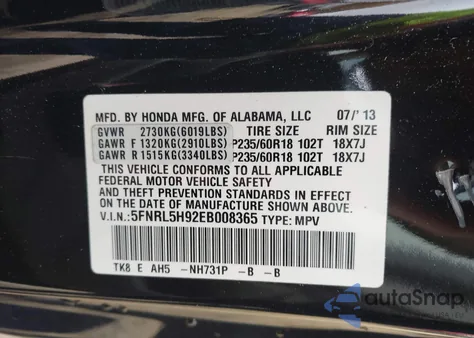 MFD. BY HONDA MFG. OF ALABAMA, LLC 07/'13
GVWR 2730KG(6019LBS) TIRE SIZE RIM SIZE
GAWR F 1320KG(2910LBS) P235/60R18 102T 18X7J
GAWR R 1515KG(3340LBS) P235/60R18 102T 18X7J
THIS VEHICLE CONFORMS TO ALL APPLICABLE
FEDERAL MOTOR VEHICLE SAFETY
AND THEFT PREVENTION STANDARDS IN EFFECT
ON THE DATE OF MANUFACTURE SHOWN ABOVE.
V.I.N: 5FNRL5H92EB008365 TYPE: MPV
TK8 E AH5 -NH731P -B -B
autoSnap